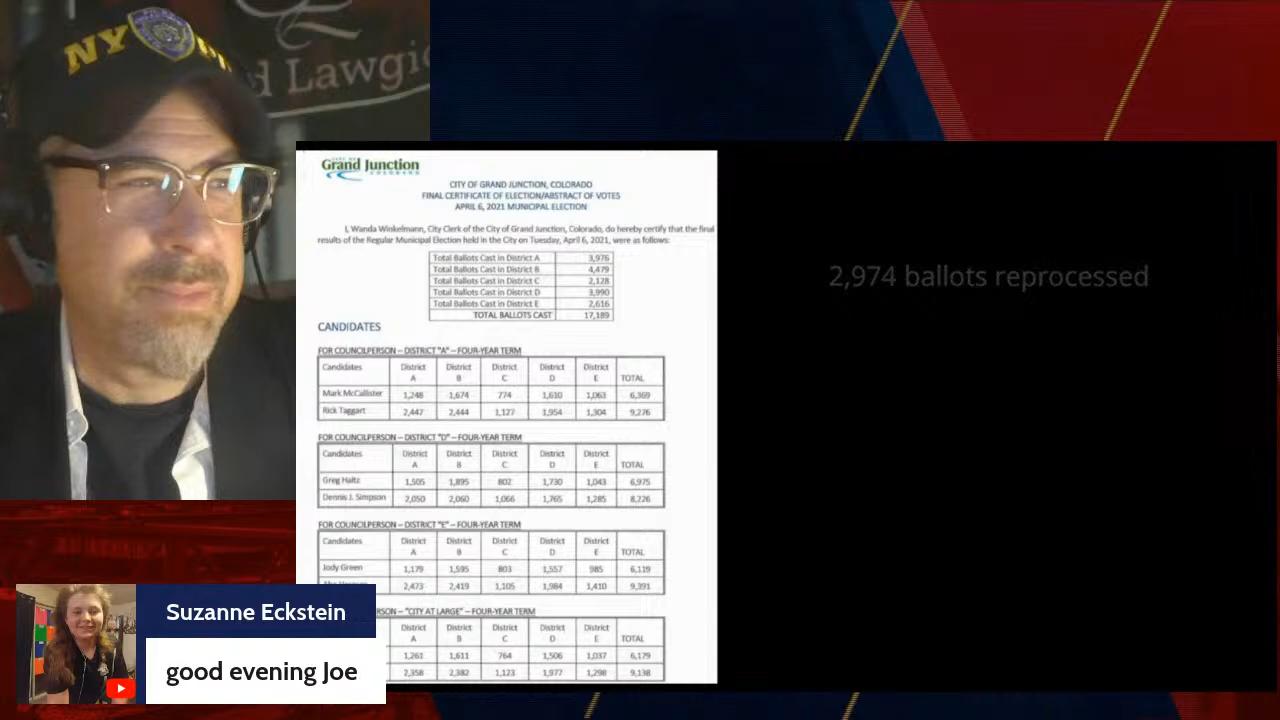 NY
d Lawgic
CITY OF
Grand Junction
COLORADO
CITY OF GRAND JUNCTION, COLORADO
FINAL CERTIFICATE OF ELECTION/ABSTRACT OF VOTES
APRIL 6, 2021 MUNICIPAL ELECTION
I, Wanda Winkelmann, City Clerk of the City of Grand Junction, Colorado, do hereby certify that the final
results of the Regular Municipal Election held in the City on Tuesday, April 6, 2021, were as follows:
Total Ballots Cast in District A 3,976
Total Ballots Cast in District B 4,479
Total Ballots Cast in District C 2,128
Total Ballots Cast in District D 3,990
Total Ballots Cast in District E 2,616
TOTAL BALLOTS CAST 17,189
CANDIDATES
FOR COUNCILPERSON – DISTRICT "A" – FOUR-YEAR TERM
Candidates District District District District District
A B C D E TOTAL
Mark McCallister 1,248 1,674 774 1,610 1,063 6,369
Rick Taggart 2,447 2,444 1,127 1,954 1,304 9,276
FOR COUNCILPERSON – DISTRICT "D" – FOUR-YEAR TERM
Candidates District District District District District
A B C D E TOTAL
Greg Haitz 1,505 1,895 802 1,730 1,043 6,975
Dennis J. Simpson 2,050 2,060 1,066 1,765 1,285 8,226
FOR COUNCILPERSON – DISTRICT "E" – FOUR-YEAR TERM
Candidates District District District District District
A B C D E TOTAL
Jody Green 1,179 1,595 803 1,557 985 6,119
2,473 2,419 1,105 1,984 1,410 9,391
RSON – "CITY AT LARGE" – FOUR-YEAR TERM
District District District District District
A B C D E TOTAL
1,261 1,611 764 1,506 1,037 6,179
2,358 2,382 1,123 1,977 1,298 9,138
2,974 ballots reprocessed
Suzanne Eckstein
good evening Joe